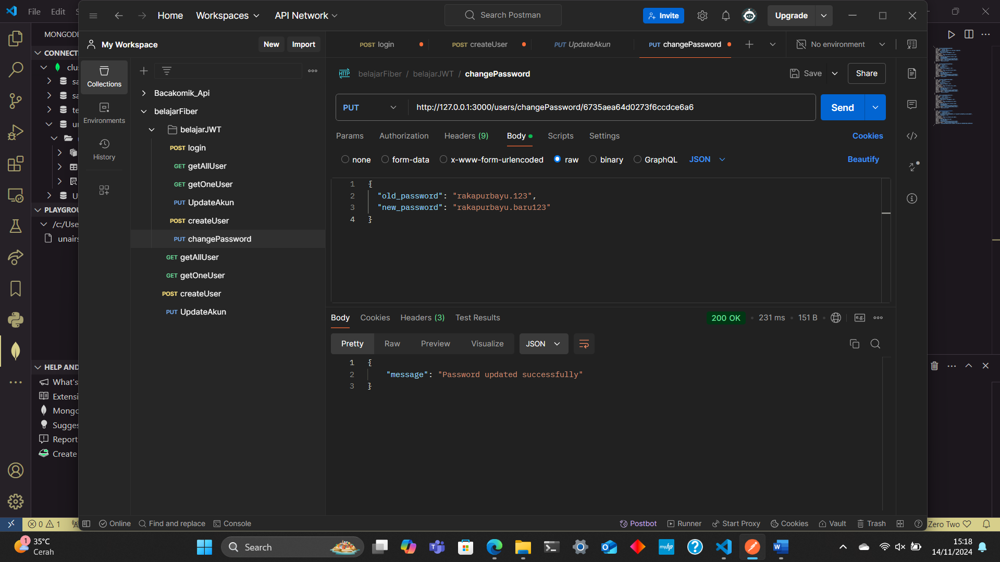 File Edit
Home Workspaces API Network Search Postman Invite Upgrade
MONGODE
My Workspace New Import
POST login POST createUser PUT UpdateAkun PUT changePassword No environment
CONNECT
clus
sa
sa
te
un
U
PLAYGROU
/c:/Use
unairs
HELP AND
What's
Extensi
Mongo
Sugges
Report
Create
Collections
Environments
History
Bacakomik_Api
belajarFiber
belajarJWT
POST login
GET getAllUser
GET getOneUser
PUT UpdateAkun
POST createUser
PUT changePassword
GET getAllUser
GET getOneUser
POST createUser
PUT UpdateAkun
HTTP belajarFiber / belajarJWT / changePassword Save Share
PUT http://127.0.0.1:3000/users/changePassword/6735aea64d0273f6ccdce6a6 Send
Params Authorization Headers (9) Body Scripts Settings Cookies
none form-data x-www-form-urlencoded raw binary GraphQL JSON Beautify
1 {
2 "old_password": "rakapurbayu.123",
3 "new_password": "rakapurbayu.baru123"
4 }
Body Cookies Headers (3) Test Results 200 OK 231 ms 151 B e.g.
Pretty Raw Preview Visualize JSON
1 {
2 "message": "Password updated successfully"
3 }
0 1 Online Find and replace Console Postbot Runner Start Proxy Cookies Vault Trash Zero Two
1 35°C
Cerah
Search
myhp
15:18
14/11/2024